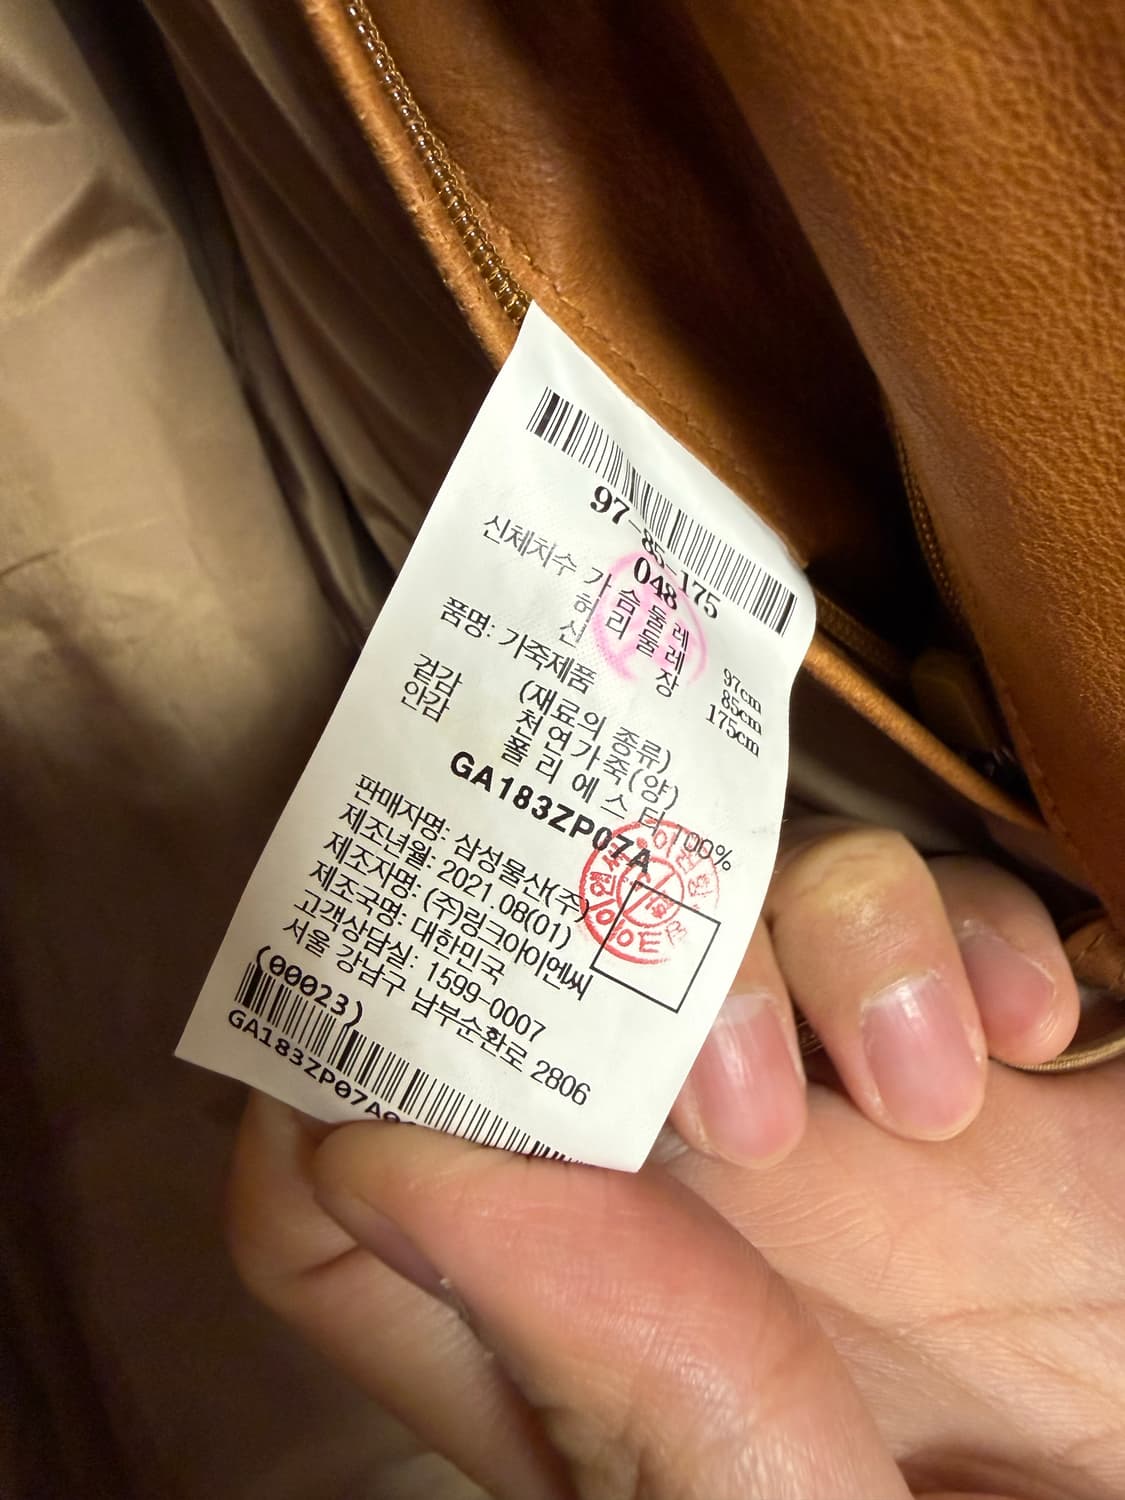 97-85-175
048
신체치수 가슴둘레 97cm
허리둘레 85cm
신 장 175cm
품명: 가죽제품
(재료의 종류)
겉감 천연가죽(양)
안감 폴리에스터 100%
GA183ZP07A
판매자명: 삼성물산(주)
제조년월: 2021.08(01)
제조자명: (주)링크아이엔씨
제조국명: 대한민국
고객상담실: 1599-0007
서울 강남구 남부순환로 2806
(00023)